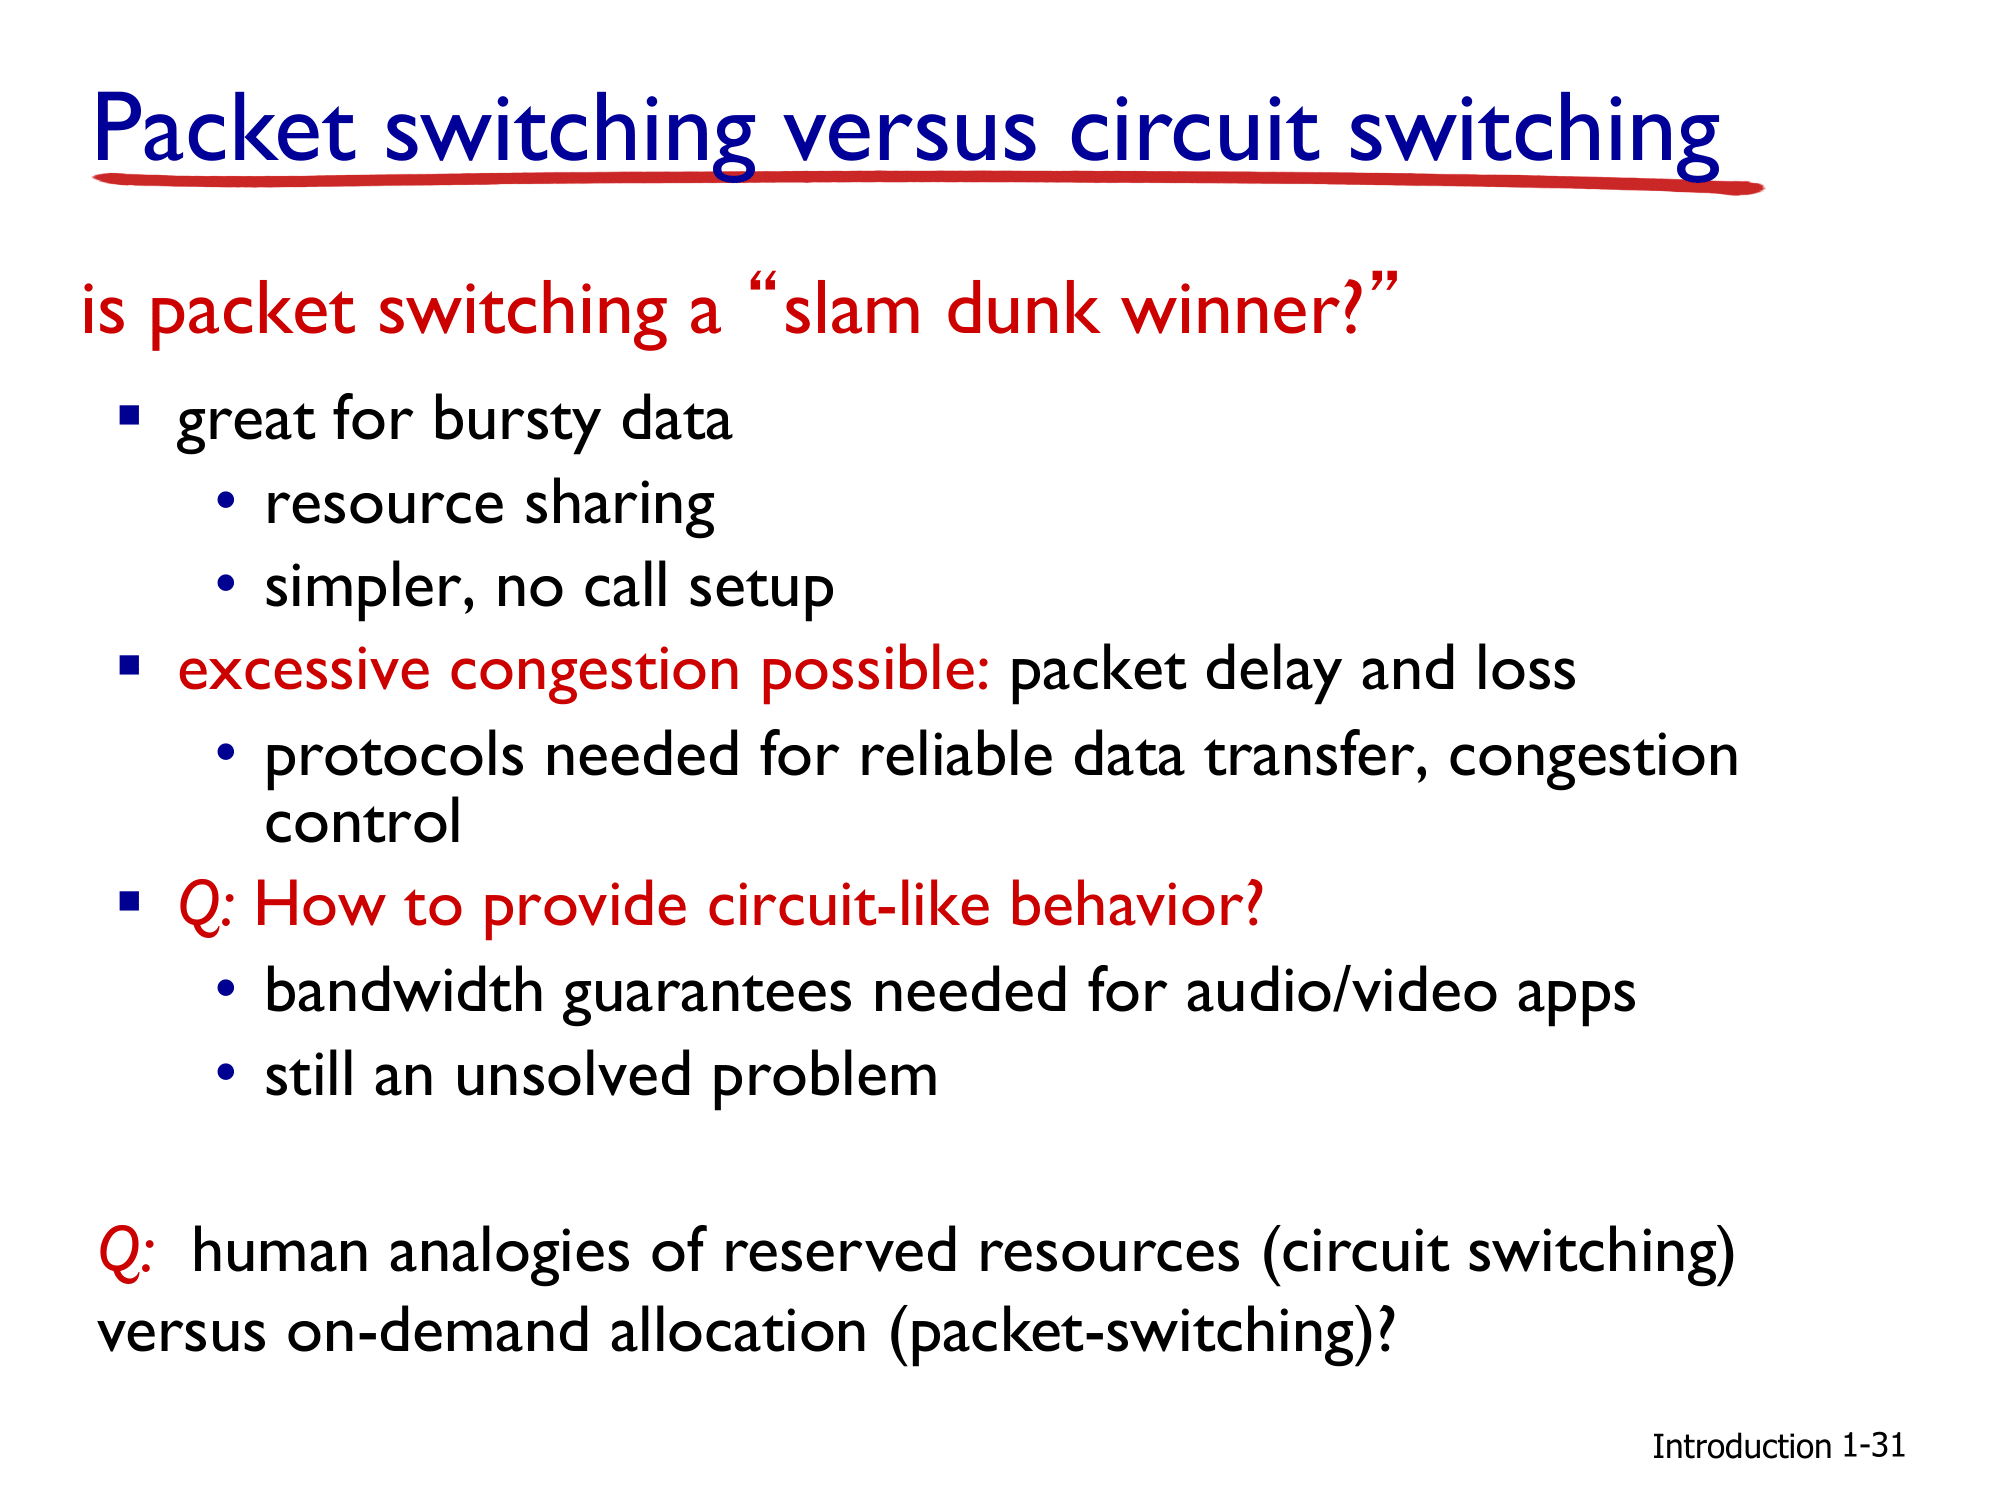 Packet switching versus circuit switching
is packet switching a “slam dunk winner?”
▪ great for bursty data
• resource sharing
• simpler, no call setup
▪ excessive congestion possible: packet delay and loss
• protocols needed for reliable data transfer, congestion
control
▪ Q: How to provide circuit-like behavior?
• bandwidth guarantees needed for audio/video apps
• still an unsolved problem
Q: human analogies of reserved resources (circuit switching)
versus on-demand allocation (packet-switching)?
Introduction 1-31